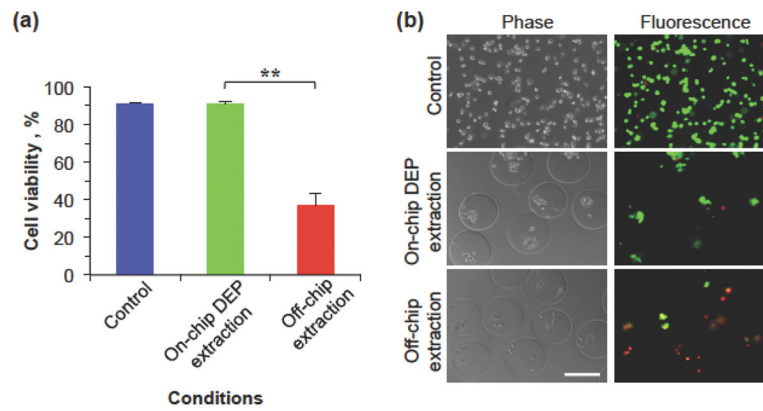 (a)
Cell viability , %
100
80
60
40
20
0
**
Control
On-chip DEP
extraction
Off-chip
extraction
Conditions
(b)
Phase
Fluorescence
Control
On-chip DEP
extraction
Off-chip
extraction